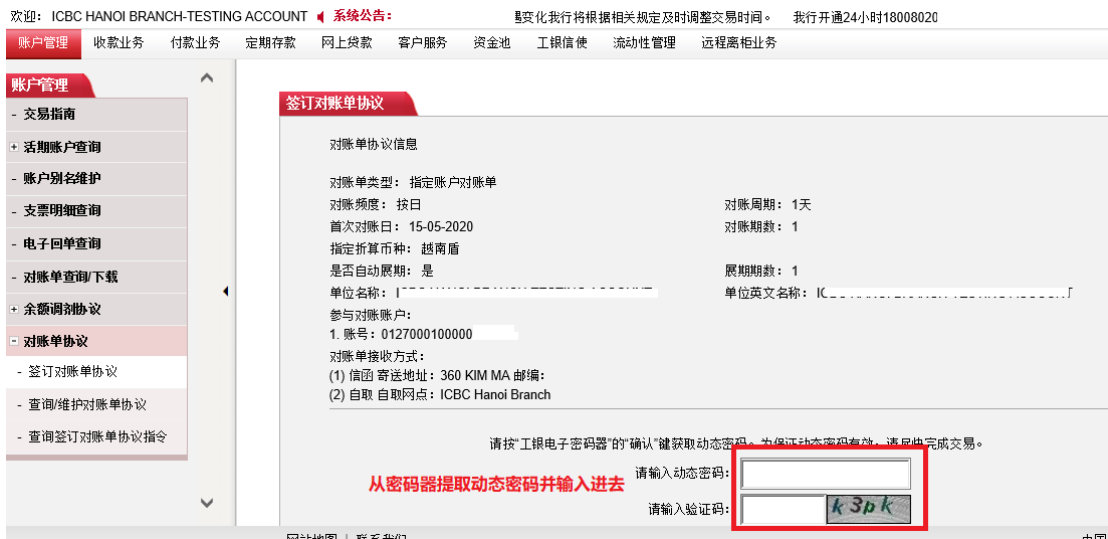 欢迎: ICBC HANOI BRANCH-TESTING ACCOUNT 系统公告: 变化我行将根据相关规定及时调整交易时间。 我行开通24小时18008020
账户管理 收款业务 付款业务 定期存款 网上贷款 客户服务 资金池 工银信使 流动性管理 远程离柜业务
账户管理
- 交易指南
+ 活期账户查询
- 账户别名维护
- 支票明细查询
- 电子回单查询
- 对账单查询/下载
+ 余额调剂协议
- 对账单协议
- 签订对账单协议
- 查询/维护对账单协议
- 查询签订对账单协议指令
签订对账单协议
对账单协议信息
对账单类型: 指定账户对账单
对账频度: 按日 对账周期: 1天
首次对账日: 15-05-2020 对账期数: 1
指定折算币种: 越南盾
是否自动展期: 是 展期期数: 1
单位名称: 单位英文名称:
参与对账账户:
1. 账号: 0127000100000
对账单接收方式:
(1) 信函 寄送地址: 360 KIM MA 邮编:
(2) 自取 自取网点: ICBC Hanoi Branch
请按“工银电子密码器”的“确认”键获取动态密码。为保证动态密码有效, 请尽快完成交易。
从密码器提取动态密码并输入进去
请输入动态密码:
请输入验证码: k3pk
网站地图 | 联系我们 中国